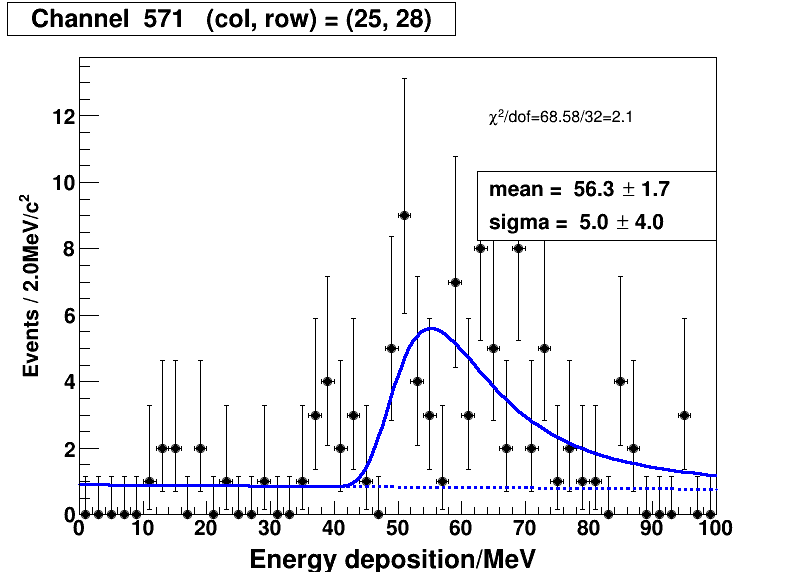 Channel 571 (col, row) = (25, 28)
χ²/dof=68.58/32=2.1
mean = 56.3 ± 1.7
sigma = 5.0 ± 4.0
Events / 2.0MeV/c²
12
10
8
6
4
2
0
0 10 20 30 40 50 60 70 80 90 100
Energy deposition/MeV